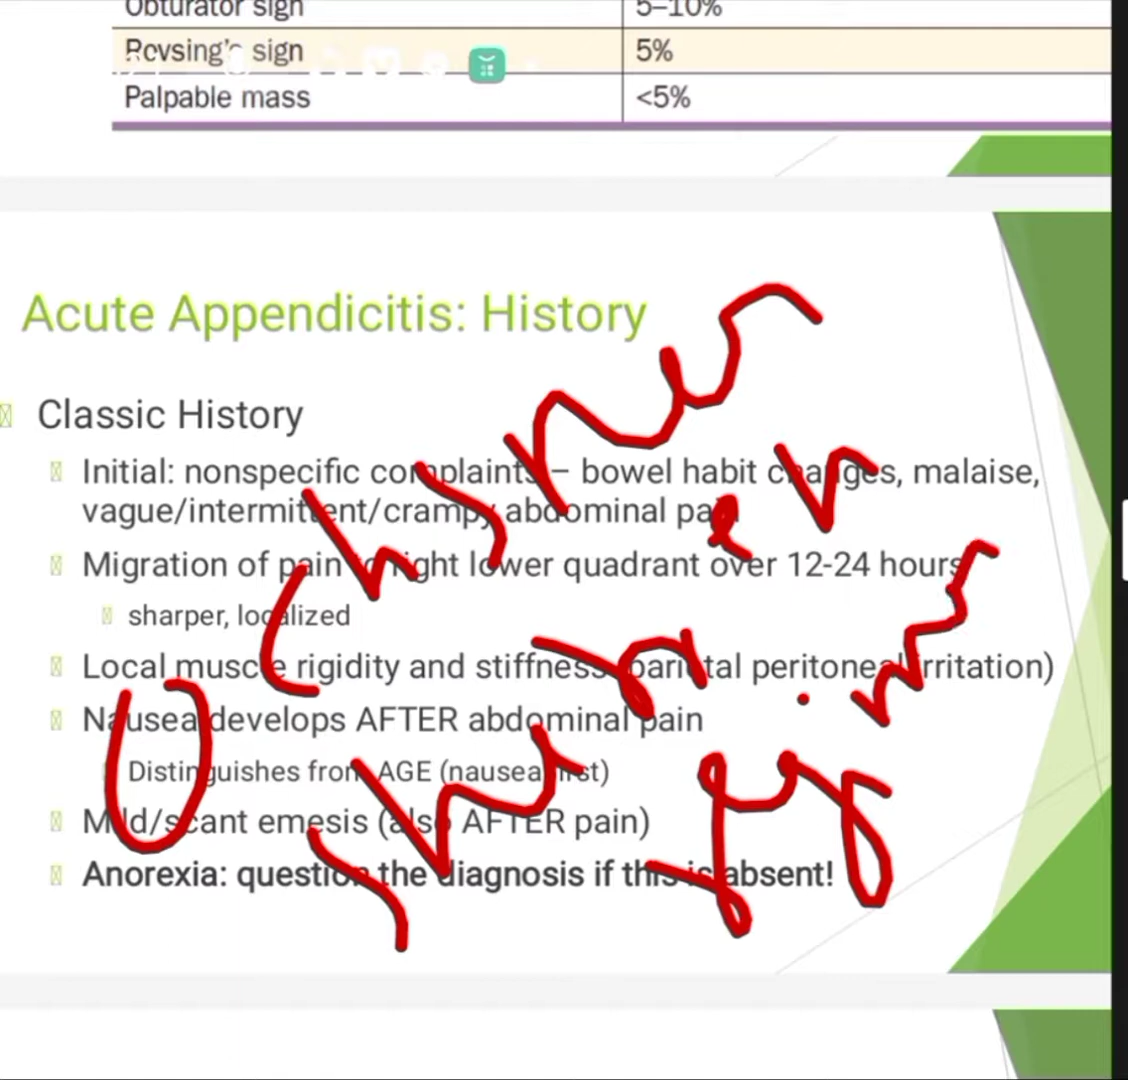 Obturator sign 5–10%
Rovsing's sign 5%
Palpable mass <5%
Acute Appendicitis: History
Classic History
Initial: nonspecific complaints – bowel habit changes, malaise,
vague/intermittent/crampy abdominal pain
Migration of pain to right lower quadrant over 12-24 hours
sharper, localized
Local muscle rigidity and stiffness (parietal peritoneal irritation)
Nausea develops AFTER abdominal pain
Distinguishes from AGE (nausea first)
Mild/scant emesis (also AFTER pain)
Anorexia: question the diagnosis if this is absent!
Ochsner
Sherren
regimen